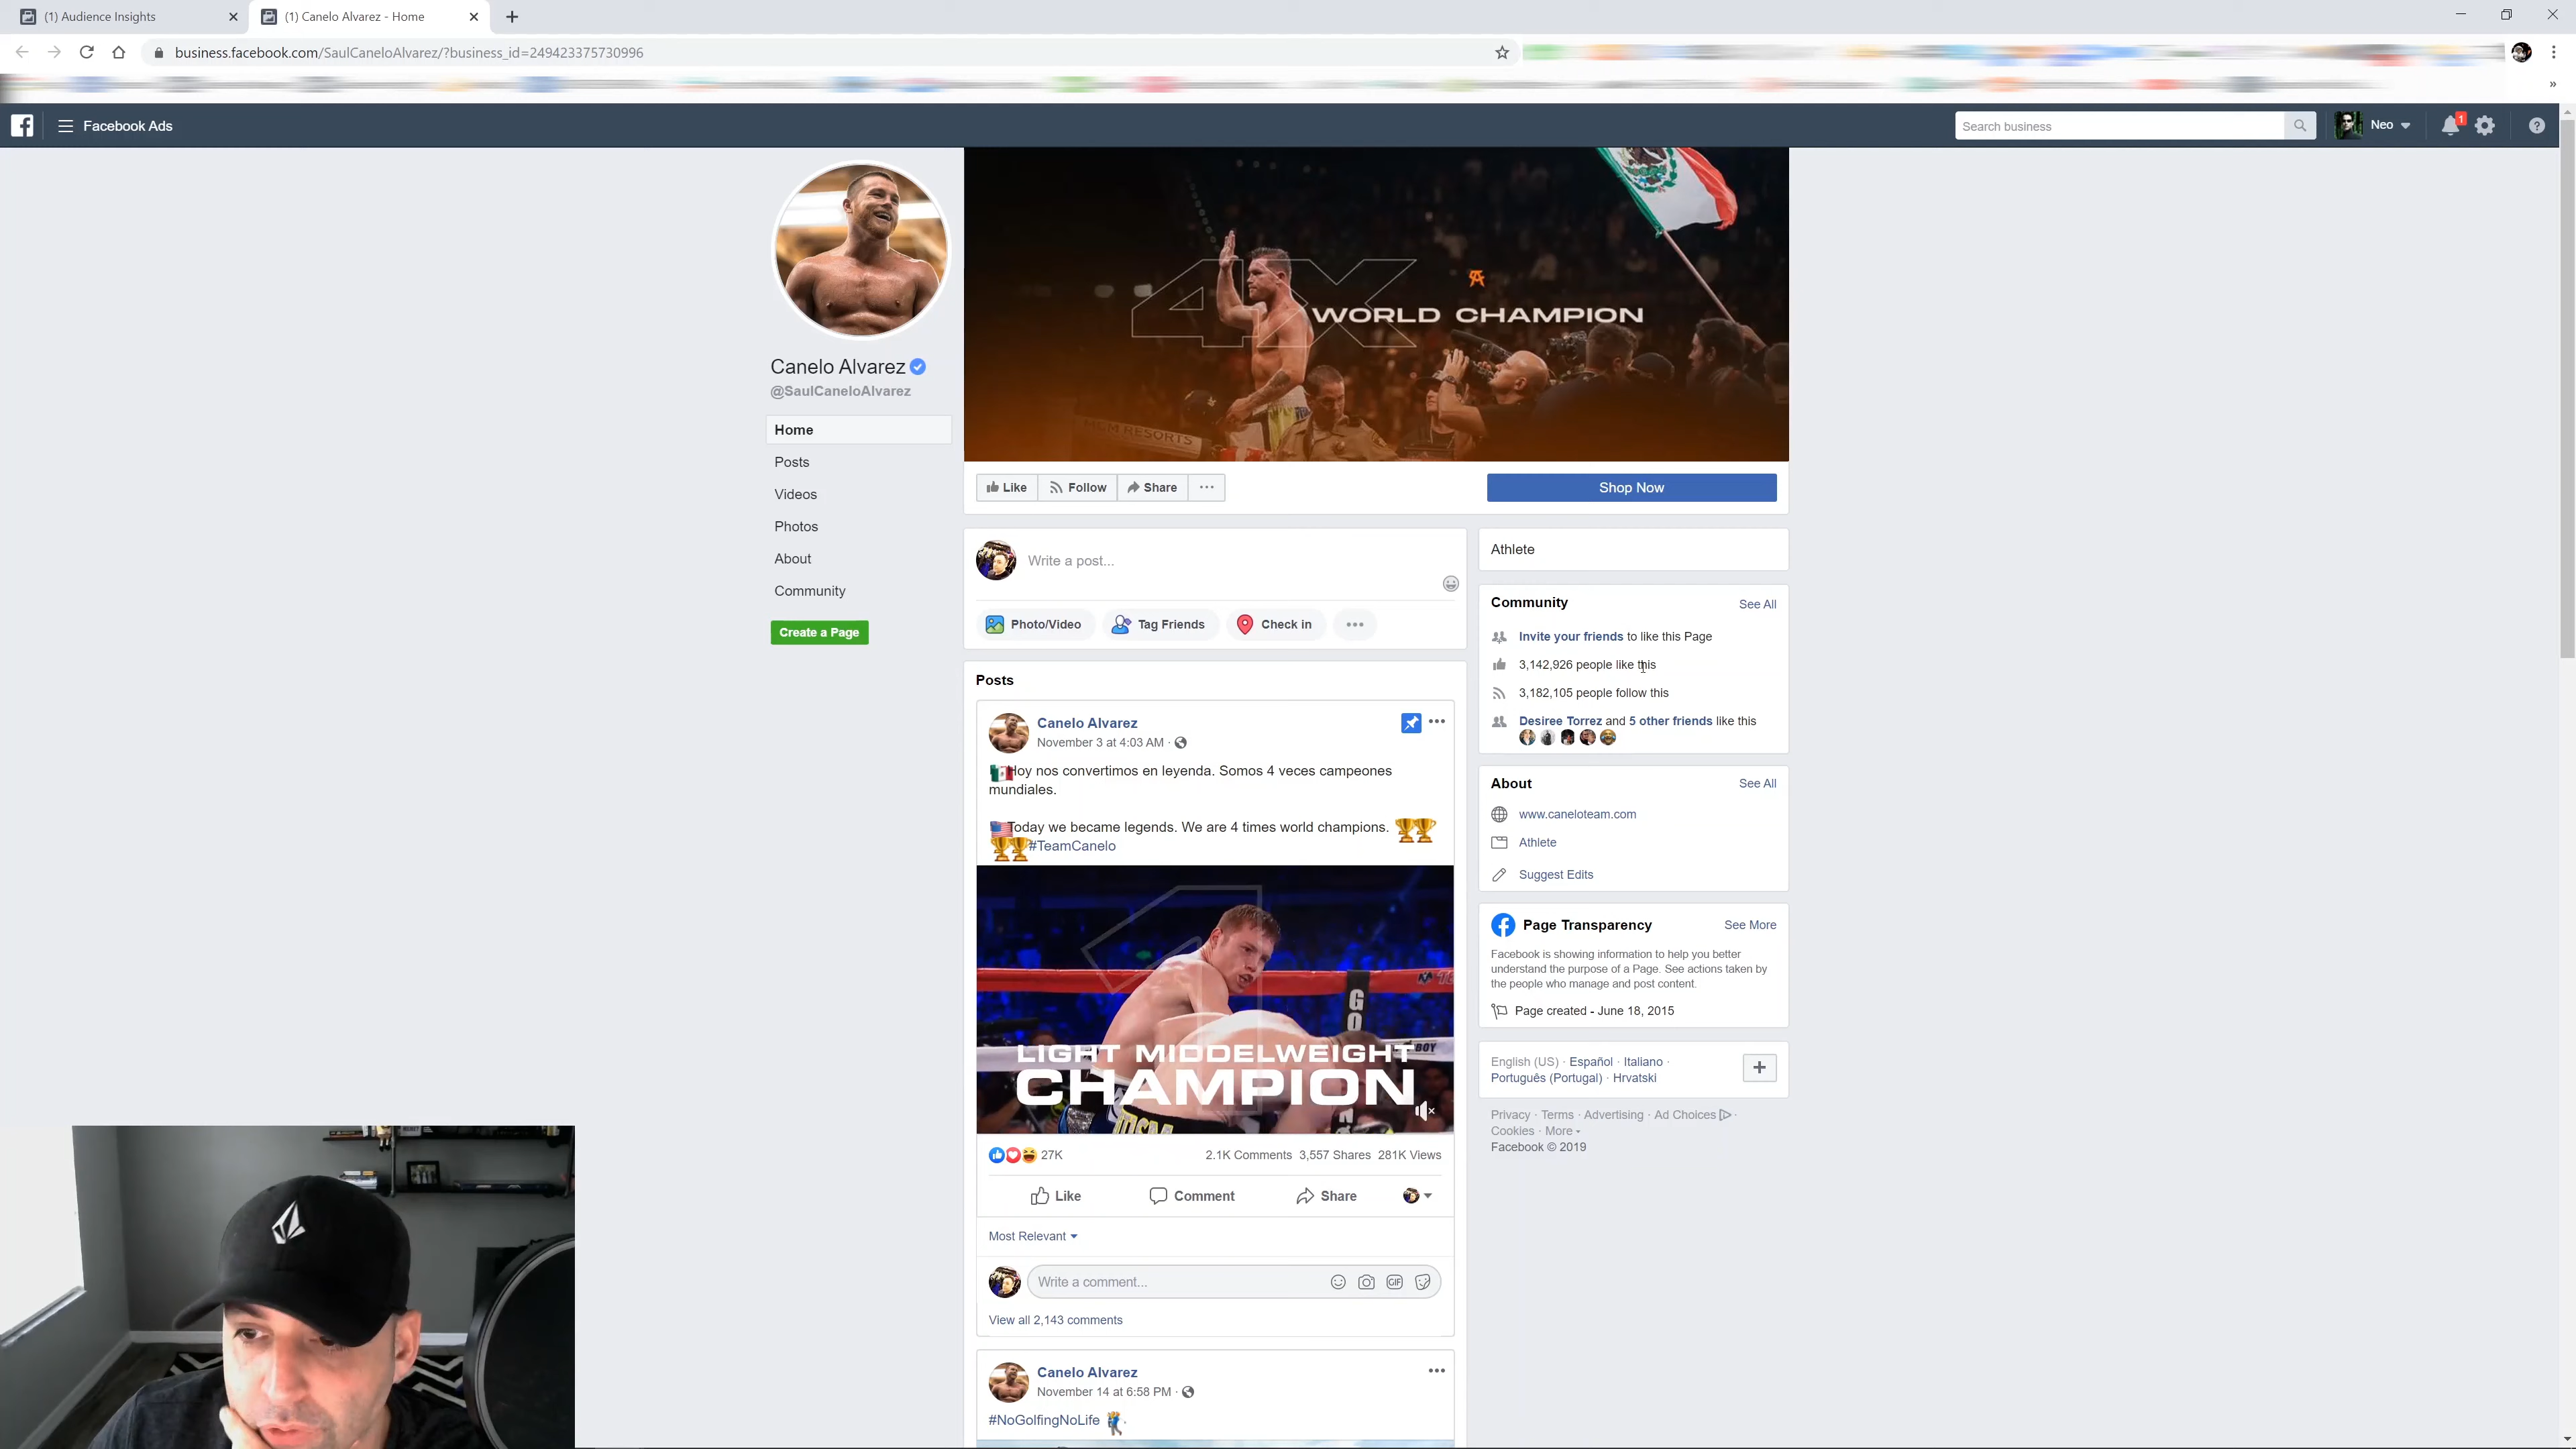 (1) Audience Insights
(1) Canelo Alvarez - Home
business.facebook.com/SaulCaneloAlvarez/?business_id=249423375730996
Facebook Ads
Search business
Neo
1
4X
WORLD CHAMPION
MGM RESORTS
Canelo Alvarez
@SaulCaneloAlvarez
Home
Posts
Videos
Photos
About
Community
Create a Page
Like
Follow
Share
Shop Now
Write a post...
Photo/Video
Tag Friends
Check in
Posts
Canelo Alvarez
November 3 at 4:03 AM ·
Hoy nos convertimos en leyenda. Somos 4 veces campeones
mundiales.
Today we became legends. We are 4 times world champions.
#TeamCanelo
LIGHT MIDDELWEIGHT
CHAMPION
27K
2.1K Comments 3,557 Shares 281K Views
Like
Comment
Share
Most Relevant
Write a comment...
GIF
View all 2,143 comments
Canelo Alvarez
November 14 at 6:58 PM ·
#NoGolfingNoLife
Athlete
Community
See All
Invite your friends to like this Page
3,142,926 people like this
3,182,105 people follow this
Desiree Torrez and 5 other friends like this
About
See All
www.caneloteam.com
Athlete
Suggest Edits
Page Transparency
See More
Facebook is showing information to help you better
understand the purpose of a Page. See actions taken by
the people who manage and post content.
Page created - June 18, 2015
English (US) · Español · Italiano ·
Português (Portugal) · Hrvatski
Privacy · Terms · Advertising · Ad Choices ·
Cookies · More
Facebook © 2019